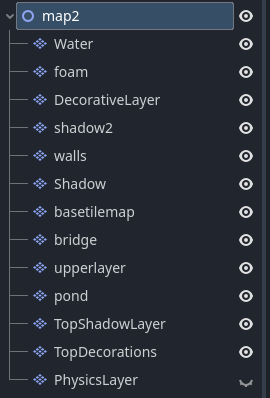 map2
Water
foam
DecorativeLayer
shadow2
walls
Shadow
basetilemap
bridge
upperlayer
pond
TopShadowLayer
TopDecorations
PhysicsLayer